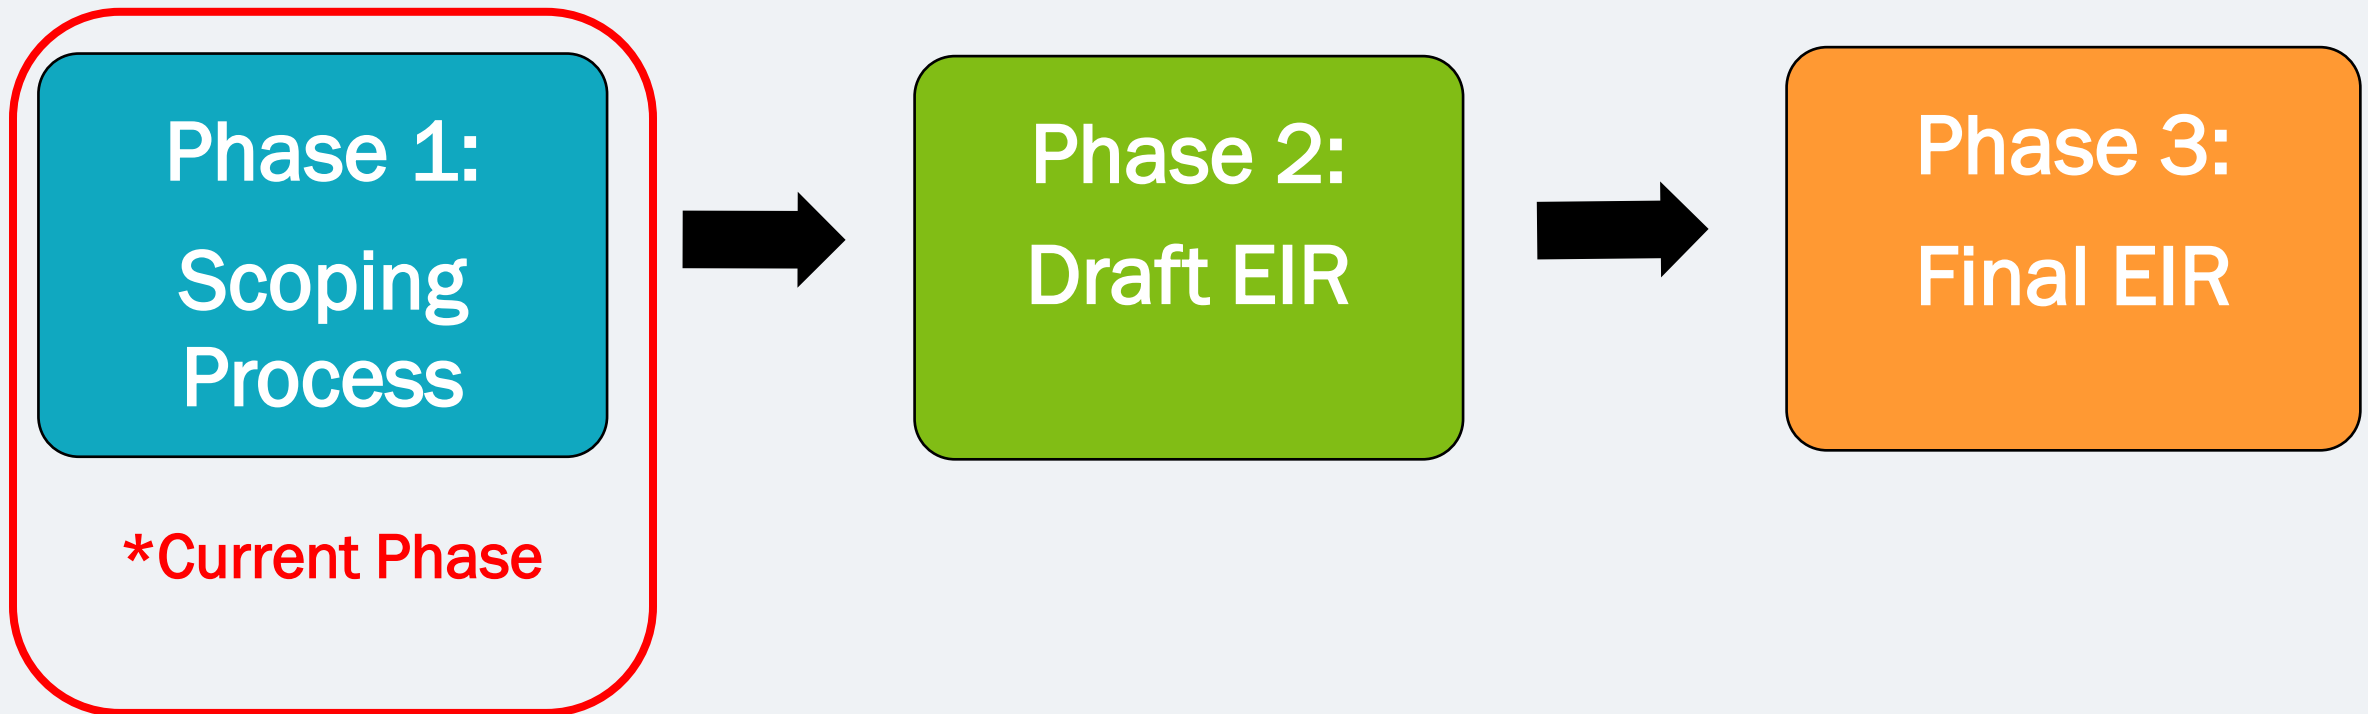 Phase 1:
Scoping
Process
*Current Phase
Phase 2:
Draft EIR
Phase 3:
Final EIR